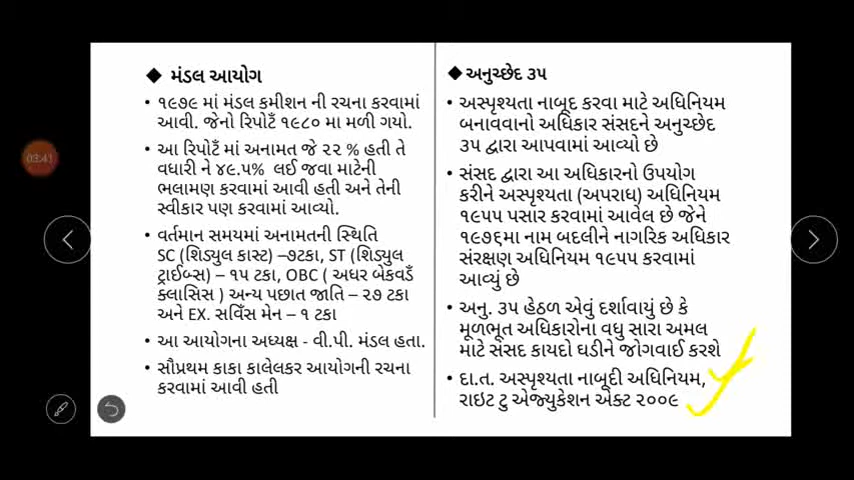 03:41
◆ મંડલ આયોગ
• ૧૯૭૯ માં મંડલ કમીશન ની રચના કરવામાં
આવી. જેનો રિપોર્ટ ૧૯૮૦ મા મળી ગયો.
• આ રિપોર્ટ માં અનામત જે ૨૨ % હતી તે
વધારી ને ૪૯.૫% લઈ જવા માટેની
ભલામણ કરવામાં આવી હતી અને તેની
સ્વીકાર પણ કરવામાં આવ્યો.
• વર્તમાન સમયમાં અનામતની સ્થિતિ
SC (શિડ્યુલ કાસ્ટ) –૭ટકા, ST (શિડ્યુલ
ટ્રાઈબ્સ) – ૧૫ ટકા, OBC ( અધર બેકવર્ડ
ક્લાસિસ ) અન્ય પછાત જાતિ – ૨૭ ટકા
અને EX. સર્વિસ મેન – ૧ ટકા
• આ આયોગના અધ્યક્ષ - વી.પી. મંડલ હતા.
• સૌપ્રથમ કાકા કાલેલકર આયોગની રચના
કરવામાં આવી હતી
◆ અનુચ્છેદ ૩૫
• અસ્પૃશ્યતા નાબૂદ કરવા માટે અધિનિયમ
બનાવવાનો અધિકાર સંસદને અનુચ્છેદ
૩૫ દ્વારા આપવામાં આવ્યો છે
• સંસદ દ્વારા આ અધિકારનો ઉપયોગ
કરીને અસ્પૃશ્યતા (અપરાધ) અધિનિયમ
૧૯૫૫ પસાર કરવામાં આવેલ છે જેને
૧૯૭૬મા નામ બદલીને નાગરિક અધિકાર
સંરક્ષણ અધિનિયમ ૧૯૫૫ કરવામાં
આવ્યું છે
• અનુ. ૩૫ હેઠળ એવું દર્શાવાયું છે કે
મૂળભૂત અધિકારોના વધુ સારા અમલ
માટે સંસદ કાયદો ઘડીને જોગવાઈ કરશે
• દા.ત. અસ્પૃશ્યતા નાબૂદી અધિનિયમ,
રાઇટ ટુ એજ્યુકેશન એક્ટ ૨૦૦૯